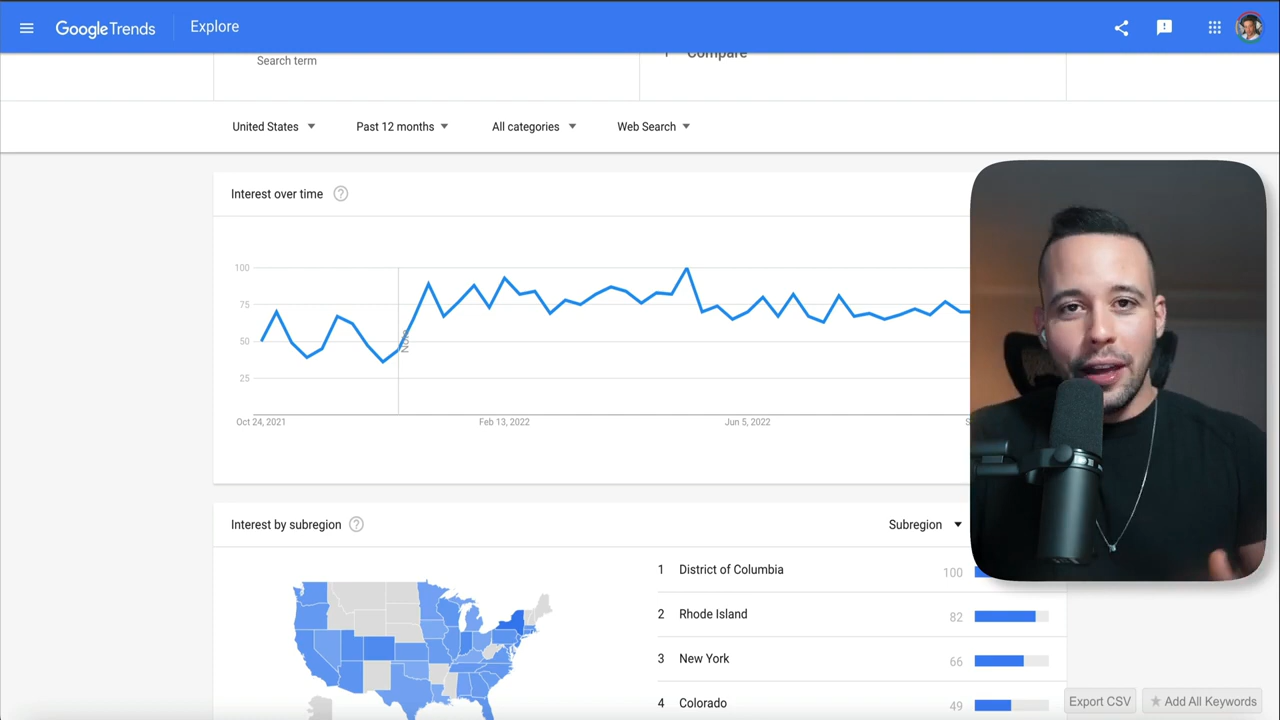 Google Trends Explore
Search term
Compare
United States Past 12 months All categories Web Search
Interest over time ?
100
75
50
25
Note
Oct 24, 2021 Feb 13, 2022 Jun 5, 2022
Interest by subregion ? Subregion
1 District of Columbia 100
2 Rhode Island 82
3 New York 66
4 Colorado 49
Export CSV ★ Add All Keywords